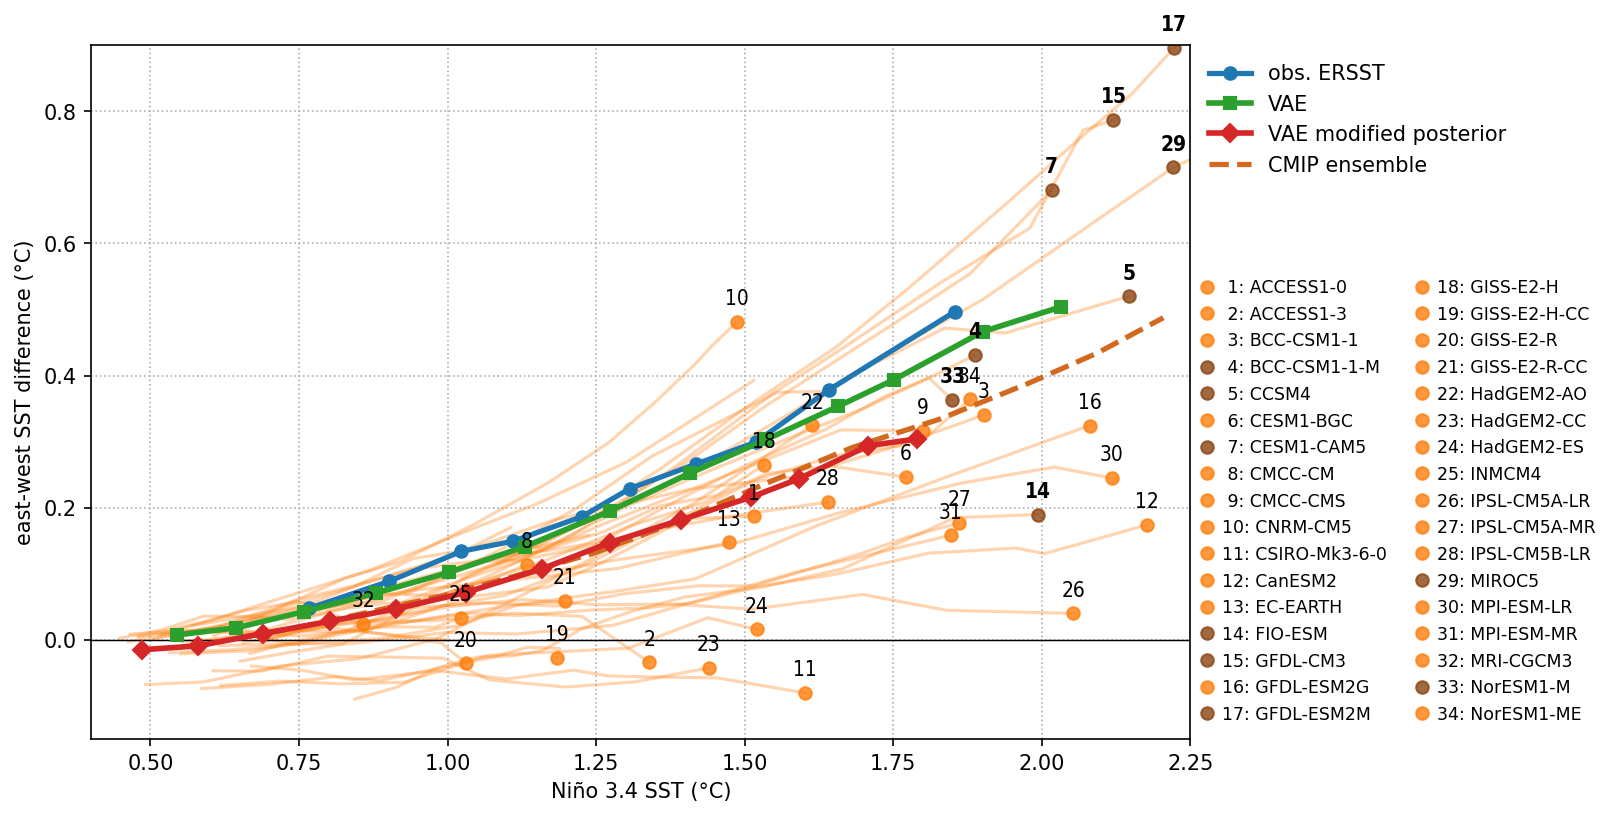 17
obs. ERSST
VAE
VAE modified posterior
CMIP ensemble
15
29
7
5
10
4
33
34
3
22
9
16
18
6
30
28
1
27
14
12
13
31
8
21
32
25
24
26
20
19
2
23
11
0.8
0.6
0.4
0.2
0.0
east-west SST difference (°C)
0.50
0.75
1.00
1.25
1.50
1.75
2.00
2.25
Niño 3.4 SST (°C)
1: ACCESS1-0
2: ACCESS1-3
3: BCC-CSM1-1
4: BCC-CSM1-1-M
5: CCSM4
6: CESM1-BGC
7: CESM1-CAM5
8: CMCC-CM
9: CMCC-CMS
10: CNRM-CM5
11: CSIRO-Mk3-6-0
12: CanESM2
13: EC-EARTH
14: FIO-ESM
15: GFDL-CM3
16: GFDL-ESM2G
17: GFDL-ESM2M
18: GISS-E2-H
19: GISS-E2-H-CC
20: GISS-E2-R
21: GISS-E2-R-CC
22: HadGEM2-AO
23: HadGEM2-CC
24: HadGEM2-ES
25: INMCM4
26: IPSL-CM5A-LR
27: IPSL-CM5A-MR
28: IPSL-CM5B-LR
29: MIROC5
30: MPI-ESM-LR
31: MPI-ESM-MR
32: MRI-CGCM3
33: NorESM1-M
34: NorESM1-ME